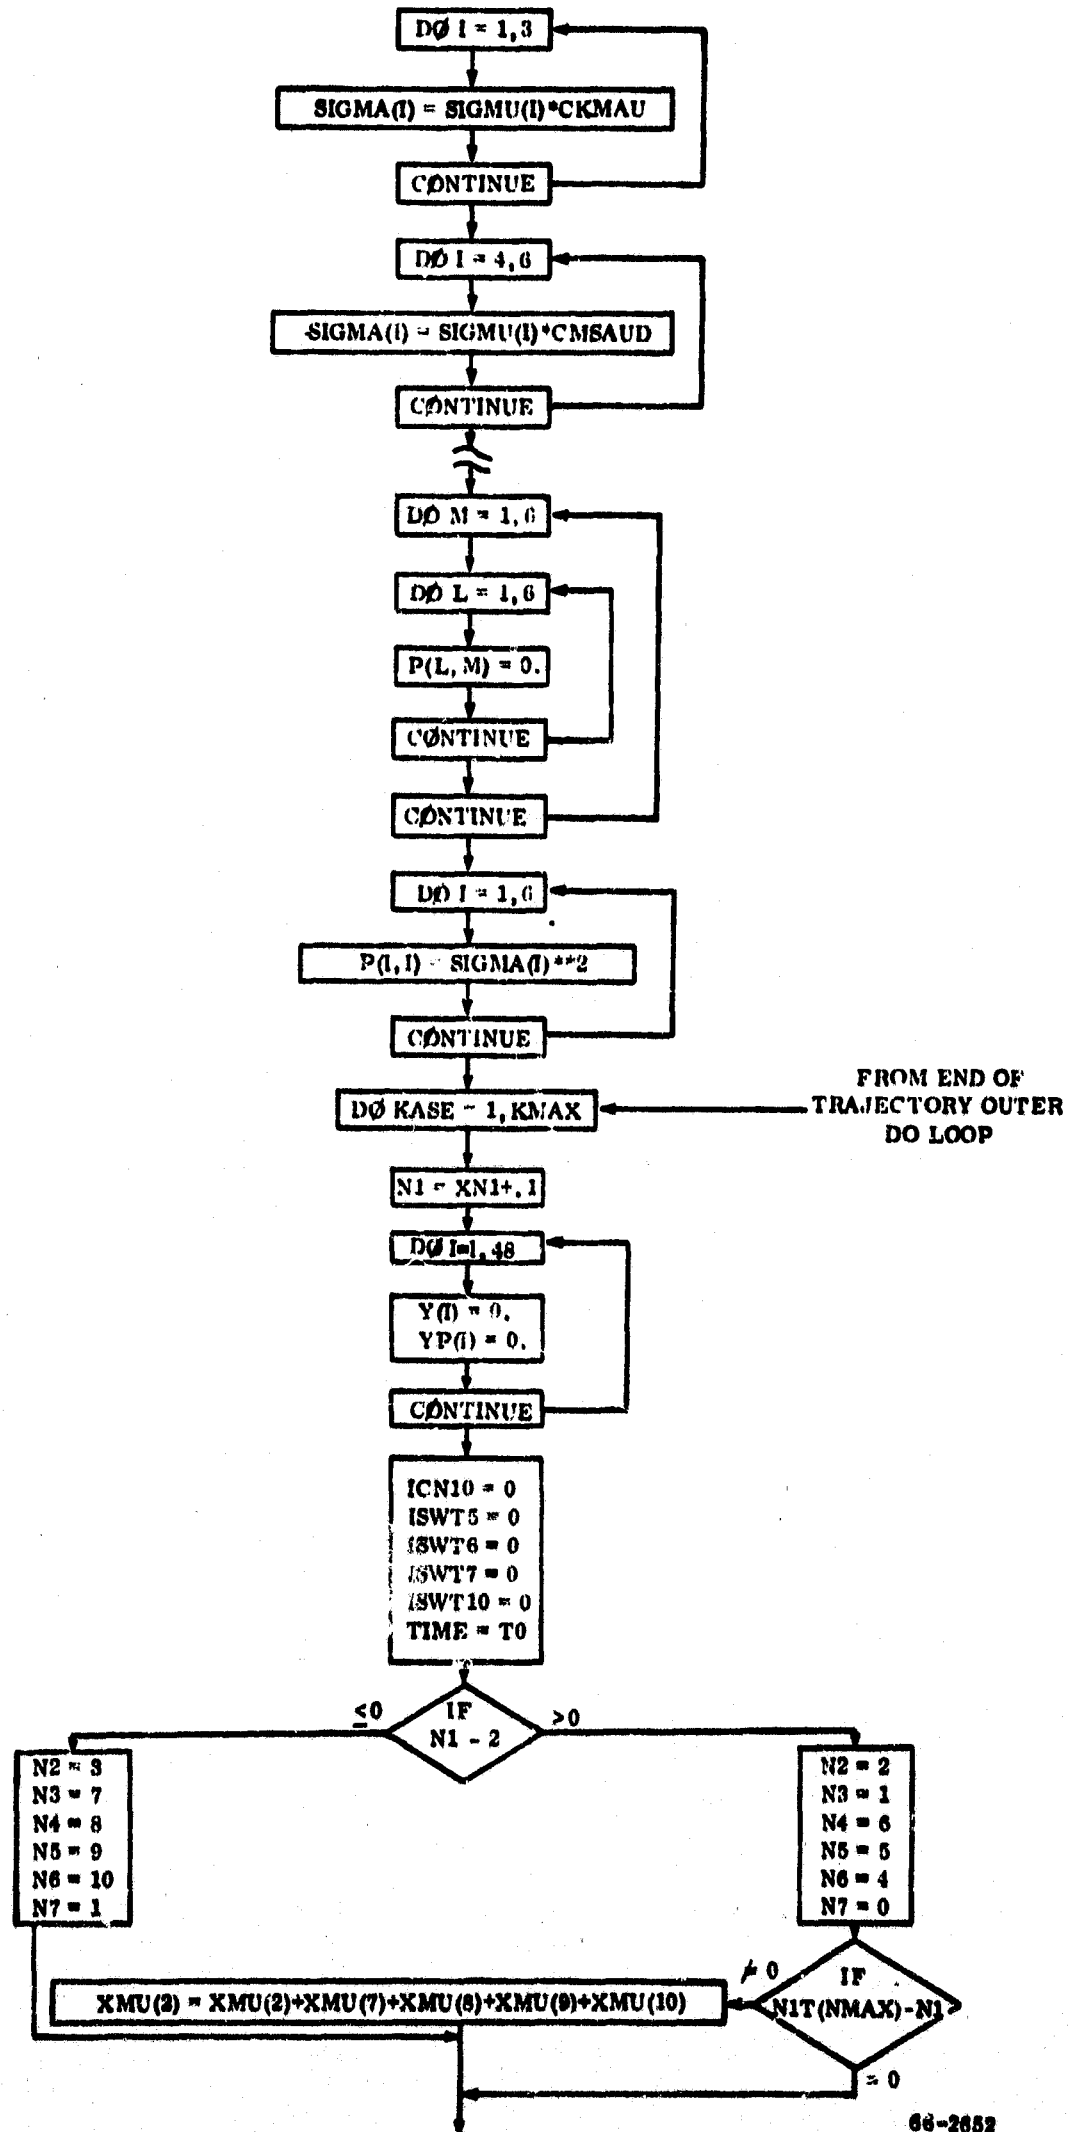 DØ I = 1,3
SIGMA(I) = SIGMU(I)*CKMAU
CØNTINUE
DØ I = 4,6
SIGMA(I) = SIGMU(I)*CMSAUD
CØNTINUE
DØ M = 1,6
DØ L = 1,6
P(L,M) = 0.
CØNTINUE
CØNTINUE
DØ I = 1,6
P(I,I) = SIGMA(I)**2
CØNTINUE
DØ KASE = 1,KMAX
FROM END OF
TRAJECTORY OUTER
DO LOOP
N1 = XN1+.1
DØ I=1,48
Y(I) = 0.
YP(I) = 0.
CØNTINUE
ICN10 = 0
ISWT5 = 0
ISWT6 = 0
ISWT7 = 0
ISWT10 = 0
TIME = T0
≤0
IF
N1 - 2
>0
N2 = 3
N3 = 7
N4 = 8
N5 = 9
N6 = 10
N7 = 1
N2 = 2
N3 = 1
N4 = 6
N5 = 5
N6 = 4
N7 = 0
≠ 0
IF
N1T(NMAX)-N1
XMU(2) = XMU(2)+XMU(7)+XMU(8)+XMU(9)+XMU(10)
= 0
66-2652